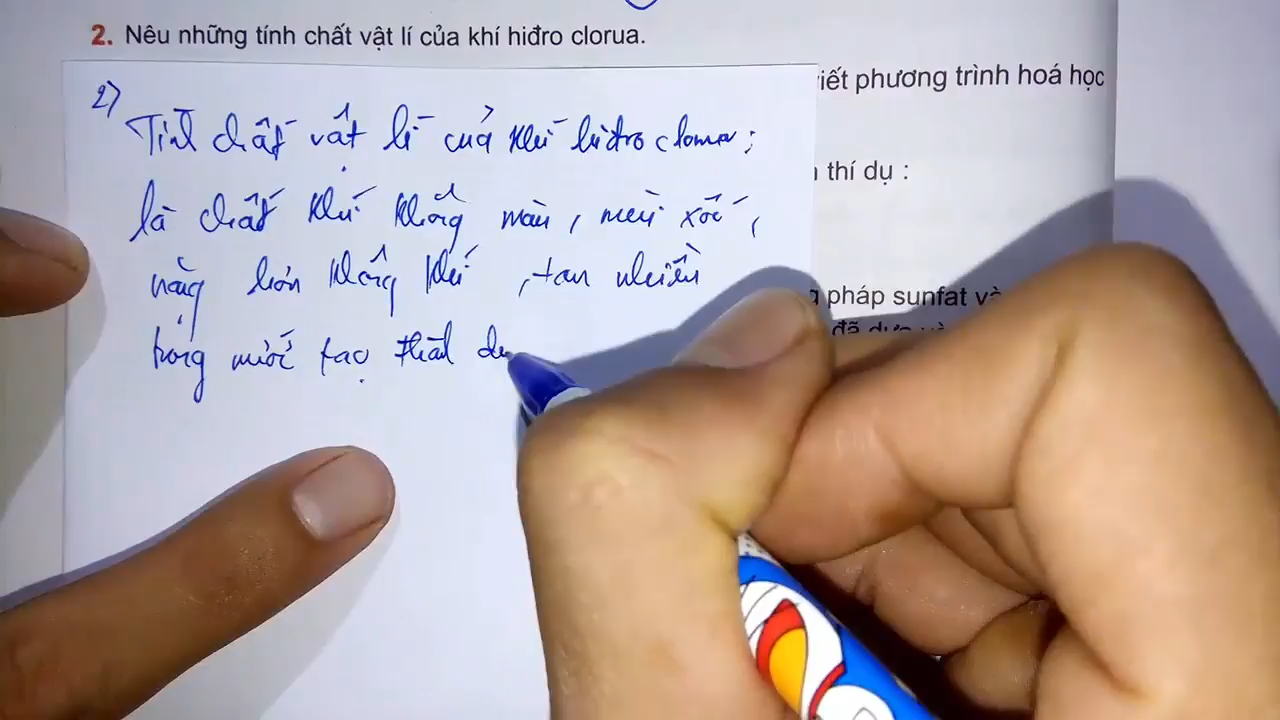 2. Nêu những tính chất vật lí của khí hiđro clorua.
iết phương trình hoá học
2)
Tính chất vật lí của khí hiđro clorua:
thí dụ :
là chất khí không màu, mùi xốc,
nặng hơn không khí, tan nhiều
pháp sunfat và
trong nước tạo thành